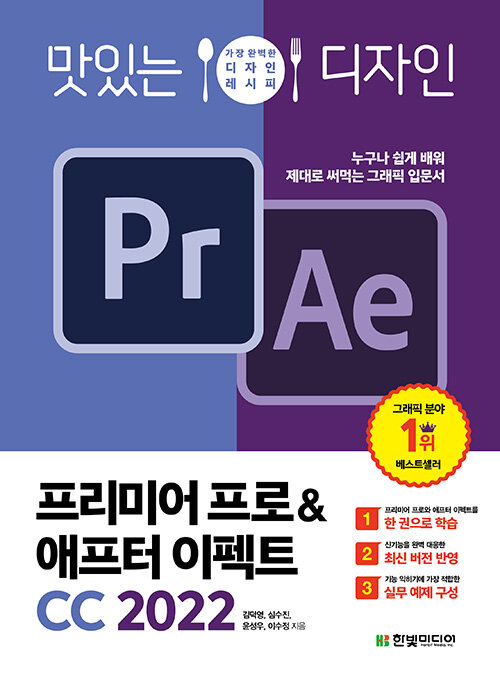 맛있는 디자인
가장 완벽한
디자인
레시피
누구나 쉽게 배워
제대로 써먹는 그래픽 입문서
Pr
Ae
그래픽 분야
1위
베스트셀러
프리미어 프로 &
애프터 이펙트
CC 2022
김덕영, 심수진,
윤성우, 이수정 지음
1 프리미어 프로와 애프터 이펙트를
한 권으로 학습
2 신기능을 완벽 대응한
최신 버전 반영
3 기능 익히기에 가장 적합한
실무 예제 구성
HB 한빛미디어
Hanbit Media, Inc.